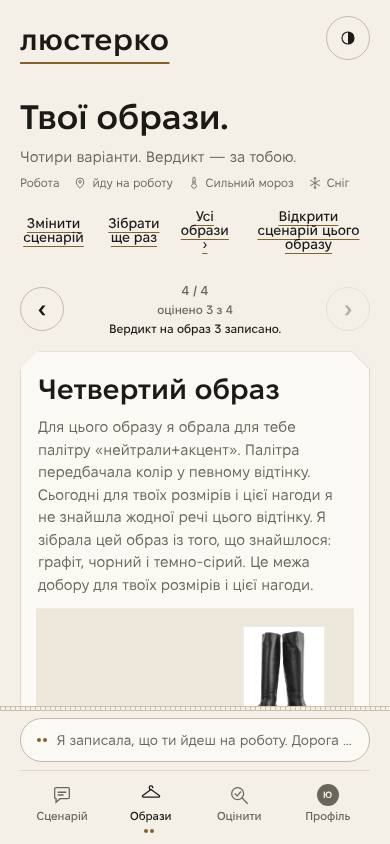 люстерко
Твої образи.
Чотири варіанти. Вердикт — за тобою.
Робота йду на роботу Сильний мороз Сніг
Змінити сценарій
Зібрати ще раз
Усі образи ›
Відкрити сценарій цього образу
‹
4 / 4
оцінено 3 з 4
Вердикт на образ 3 записано.
›
Четвертий образ
Для цього образу я обрала для тебе
палітру «нейтрали+акцент». Палітра
передбачала колір у певному відтінку.
Сьогодні для твоїх розмірів і цієї нагоди я
не знайшла жодної речі цього відтінку. Я
зібрала цей образ із того, що знайшлося:
графіт, чорний і темно-сірий. Це межа
добору для твоїх розмірів і цієї нагоди.
Я записала, що ти йдеш на роботу. Дорога ...
Сценарій Образи Оцінити Ю Профіль